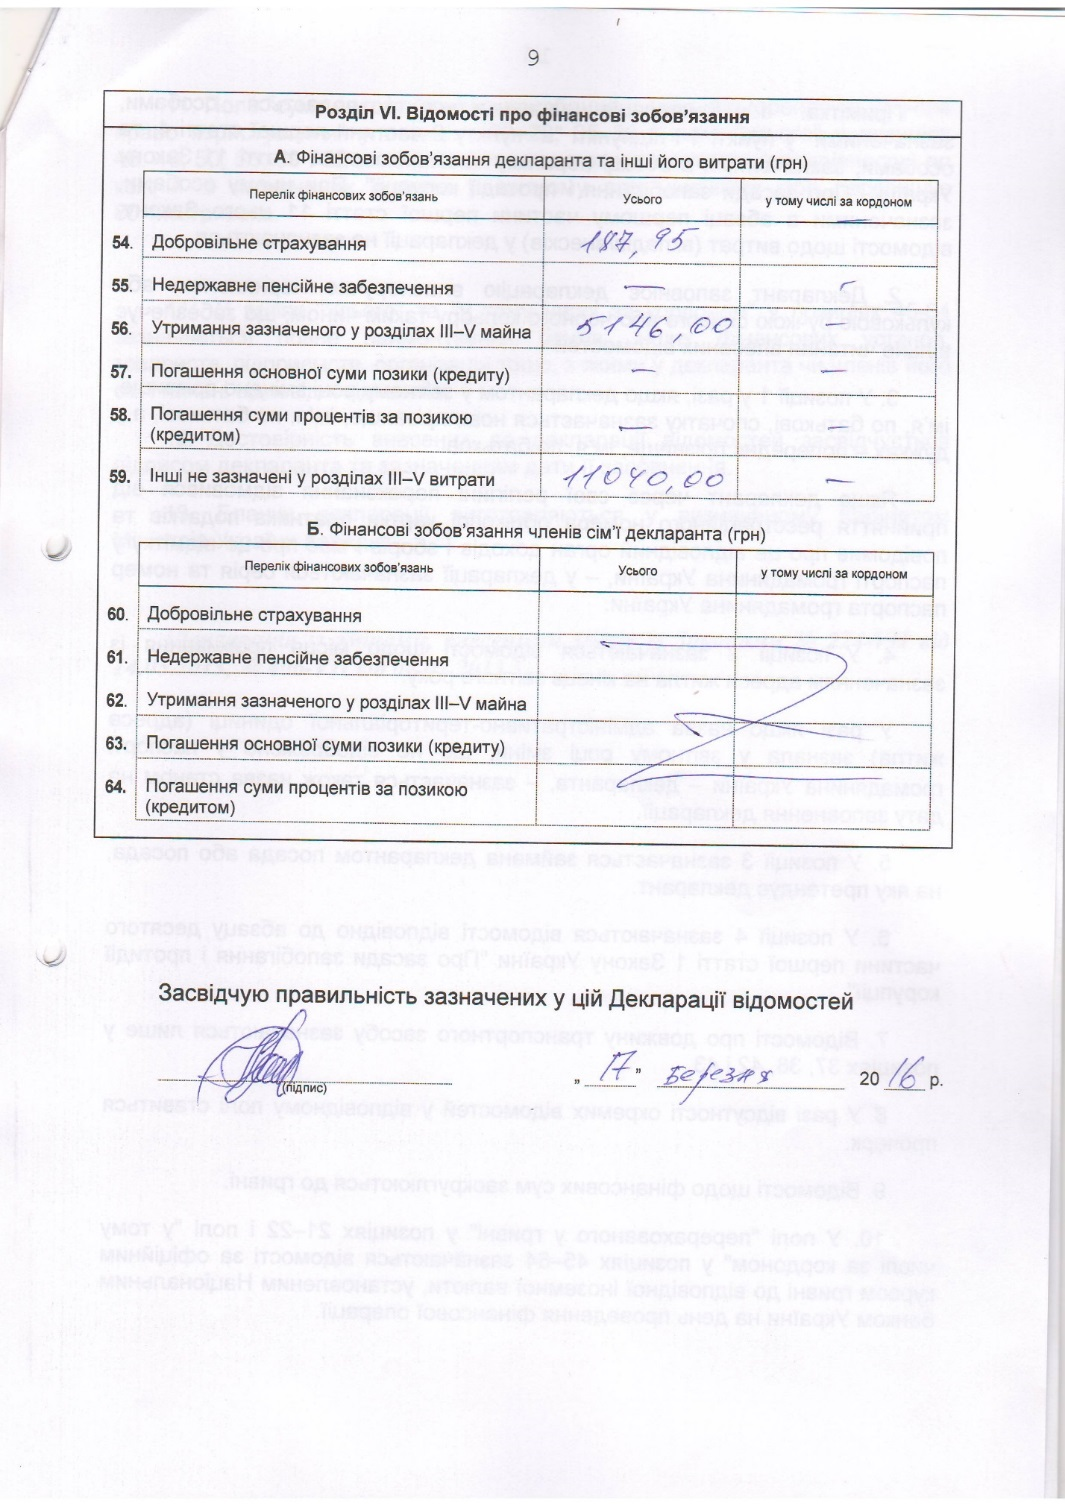 9
Розділ VI. Відомості про фінансові зобов'язання
А. Фінансові зобов'язання декларанта та інші його витрати (грн)
Перелік фінансових зобов'язань Усього у тому числі за кордоном
54. Добровільне страхування 187,95 –
55. Недержавне пенсійне забезпечення – –
56. Утримання зазначеного у розділах III–V майна 5146,00 –
57. Погашення основної суми позики (кредиту) – –
58. Погашення суми процентів за позикою – –
(кредитом)
59. Інші не зазначені у розділах III–V витрати 11040,00 –
Б. Фінансові зобов'язання членів сім'ї декларанта (грн)
Перелік фінансових зобов'язань Усього у тому числі за кордоном
60. Добровільне страхування
61. Недержавне пенсійне забезпечення
62. Утримання зазначеного у розділах III–V майна
63. Погашення основної суми позики (кредиту)
64. Погашення суми процентів за позикою
(кредитом)
Засвідчую правильність зазначених у цій Декларації відомостей
„ 17 " Березня 2016 р.
(підпис)